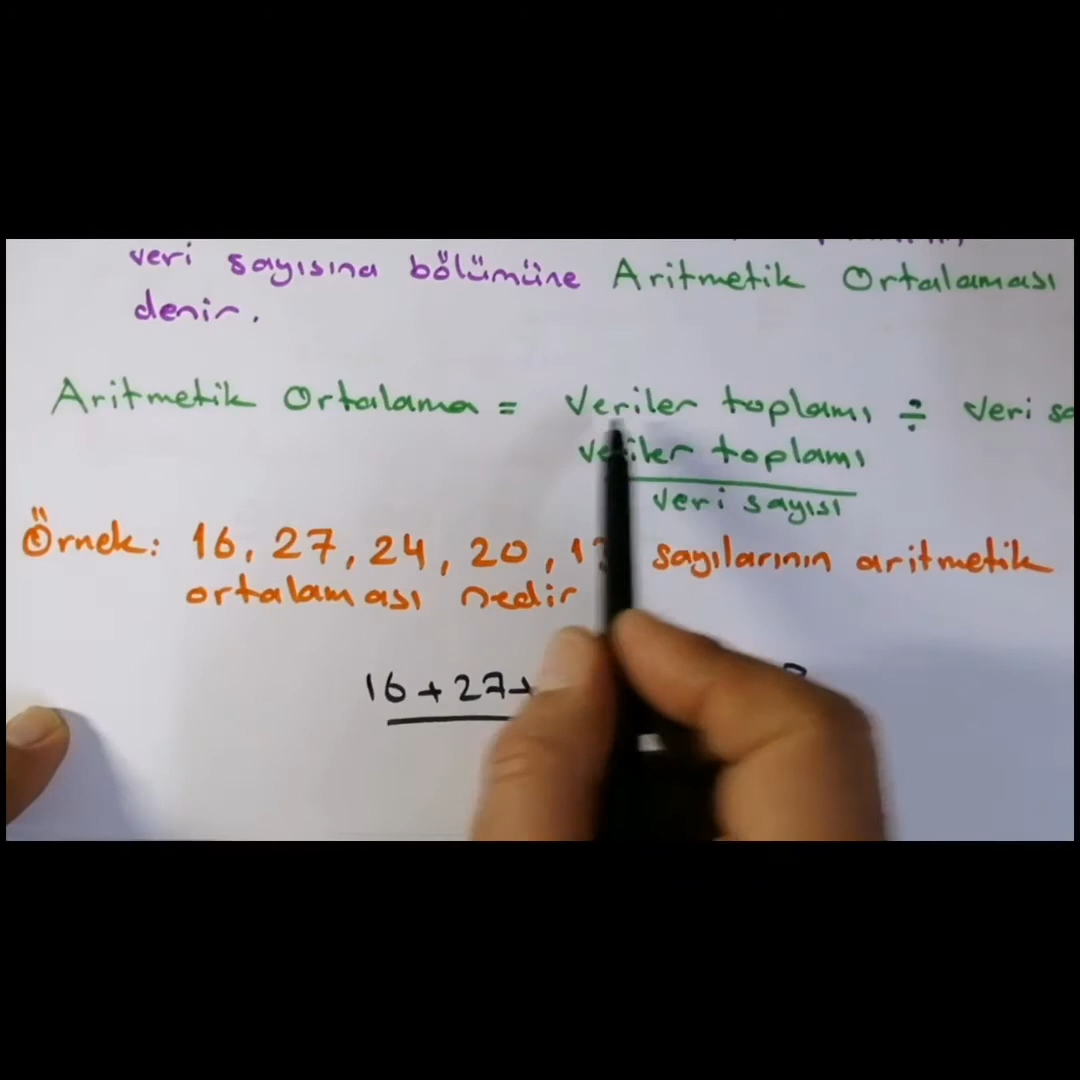 veri sayısına bölümüne Aritmetik Ortalaması
denir.
Aritmetik Ortalama = Veriler toplamı ÷ veri
veriler toplamı
veri sayısı
Örnek: 16, 27, 24, 20, sayılarının aritmetik
ortalaması nedir
16 + 27 +